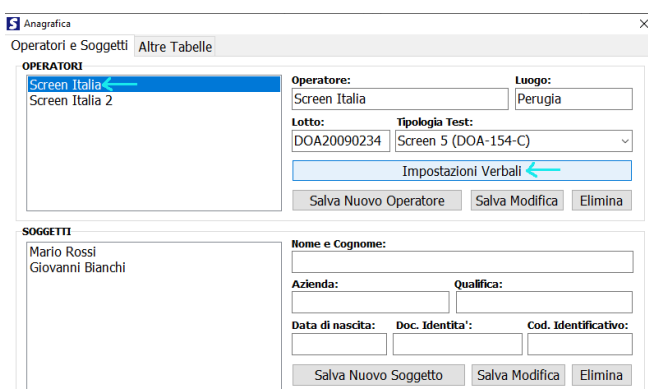 S Anagrafica
Operatori e Soggetti Altre Tabelle
OPERATORI
Screen Italia
Screen Italia 2
Operatore: Luogo:
Screen Italia Perugia
Lotto: Tipologia Test:
DOA20090234 Screen 5 (DOA-154-C)
Impostazioni Verbali
Salva Nuovo Operatore Salva Modifica Elimina
SOGGETTI
Mario Rossi
Giovanni Bianchi
Nome e Cognome:
Azienda: Qualifica:
Data di nascita: Doc. Identita': Cod. Identificativo:
Salva Nuovo Soggetto Salva Modifica Elimina